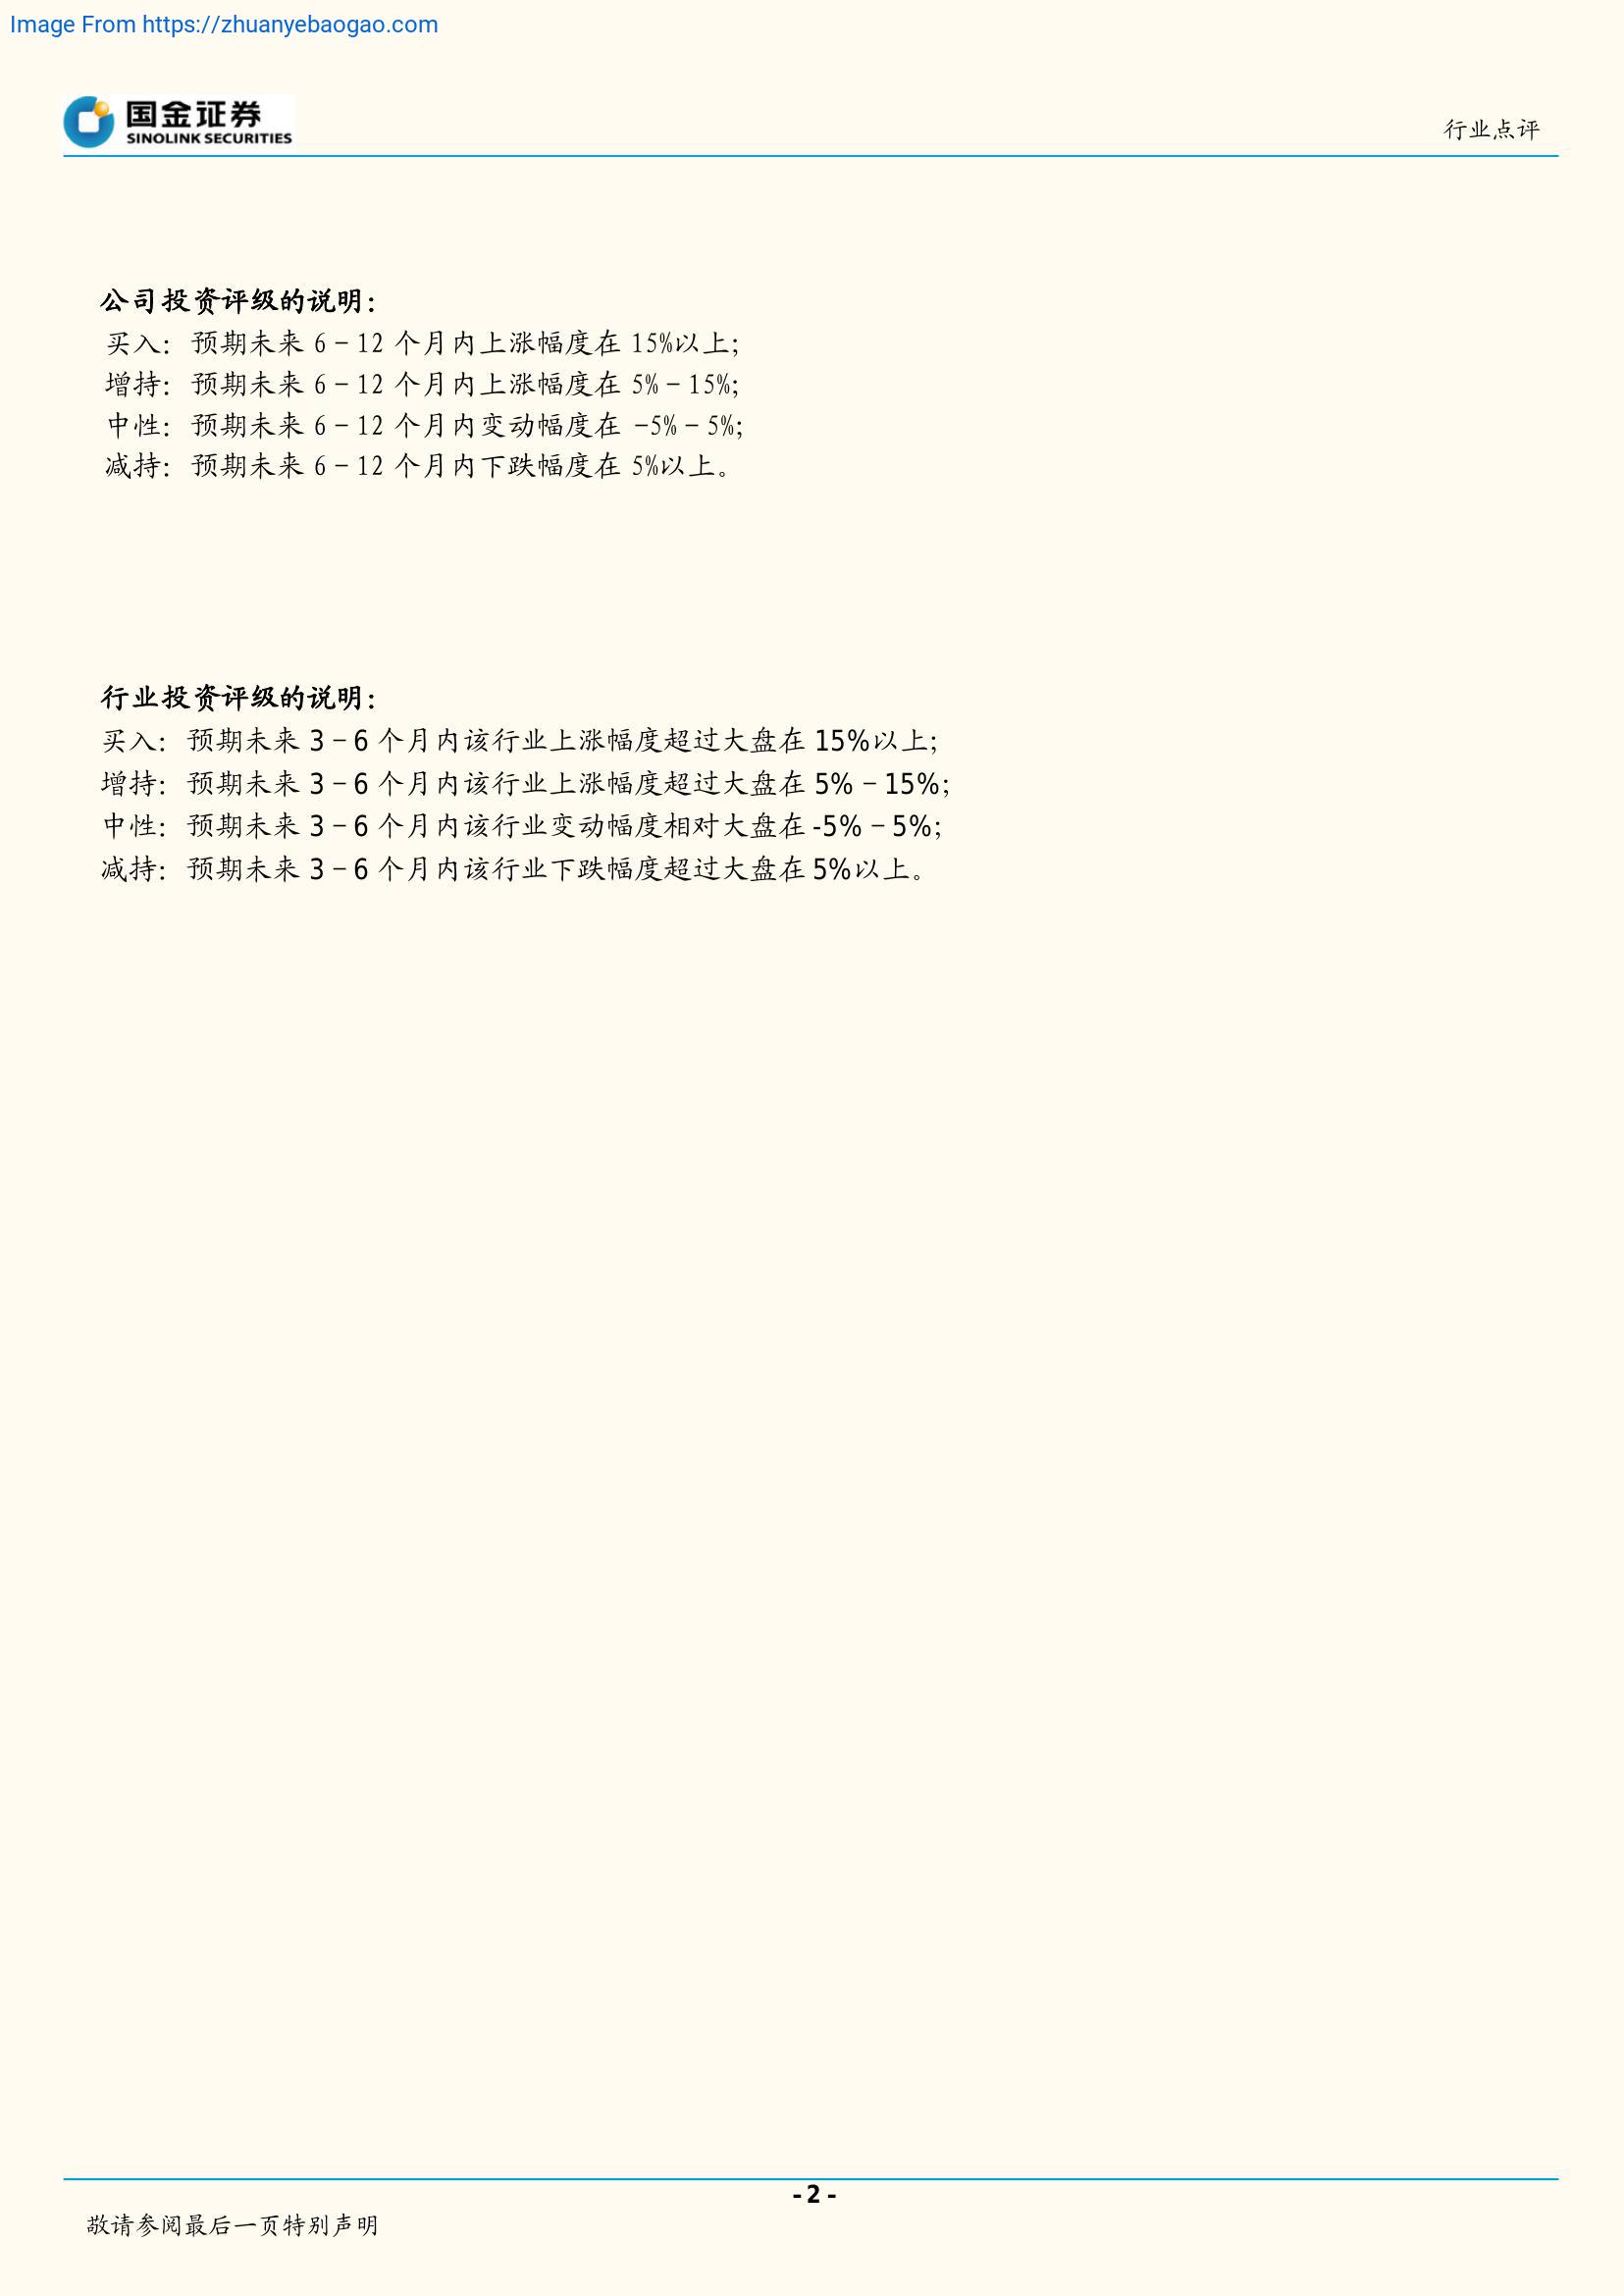 Image From https://zhuanyebaogao.com
国金证券
SINOLINK SECURITIES
行业点评
公司投资评级的说明：
买入：预期未来 6－12 个月内上涨幅度在 15%以上；
增持：预期未来 6－12 个月内上涨幅度在 5%－15%；
中性：预期未来 6－12 个月内变动幅度在 -5%－5%；
减持：预期未来 6－12 个月内下跌幅度在 5%以上。
行业投资评级的说明：
买入：预期未来 3－6 个月内该行业上涨幅度超过大盘在 15%以上；
增持：预期未来 3－6 个月内该行业上涨幅度超过大盘在 5%－15%；
中性：预期未来 3－6 个月内该行业变动幅度相对大盘在 -5%－5%；
减持：预期未来 3－6 个月内该行业下跌幅度超过大盘在 5%以上。
- 2 -
敬请参阅最后一页特别声明